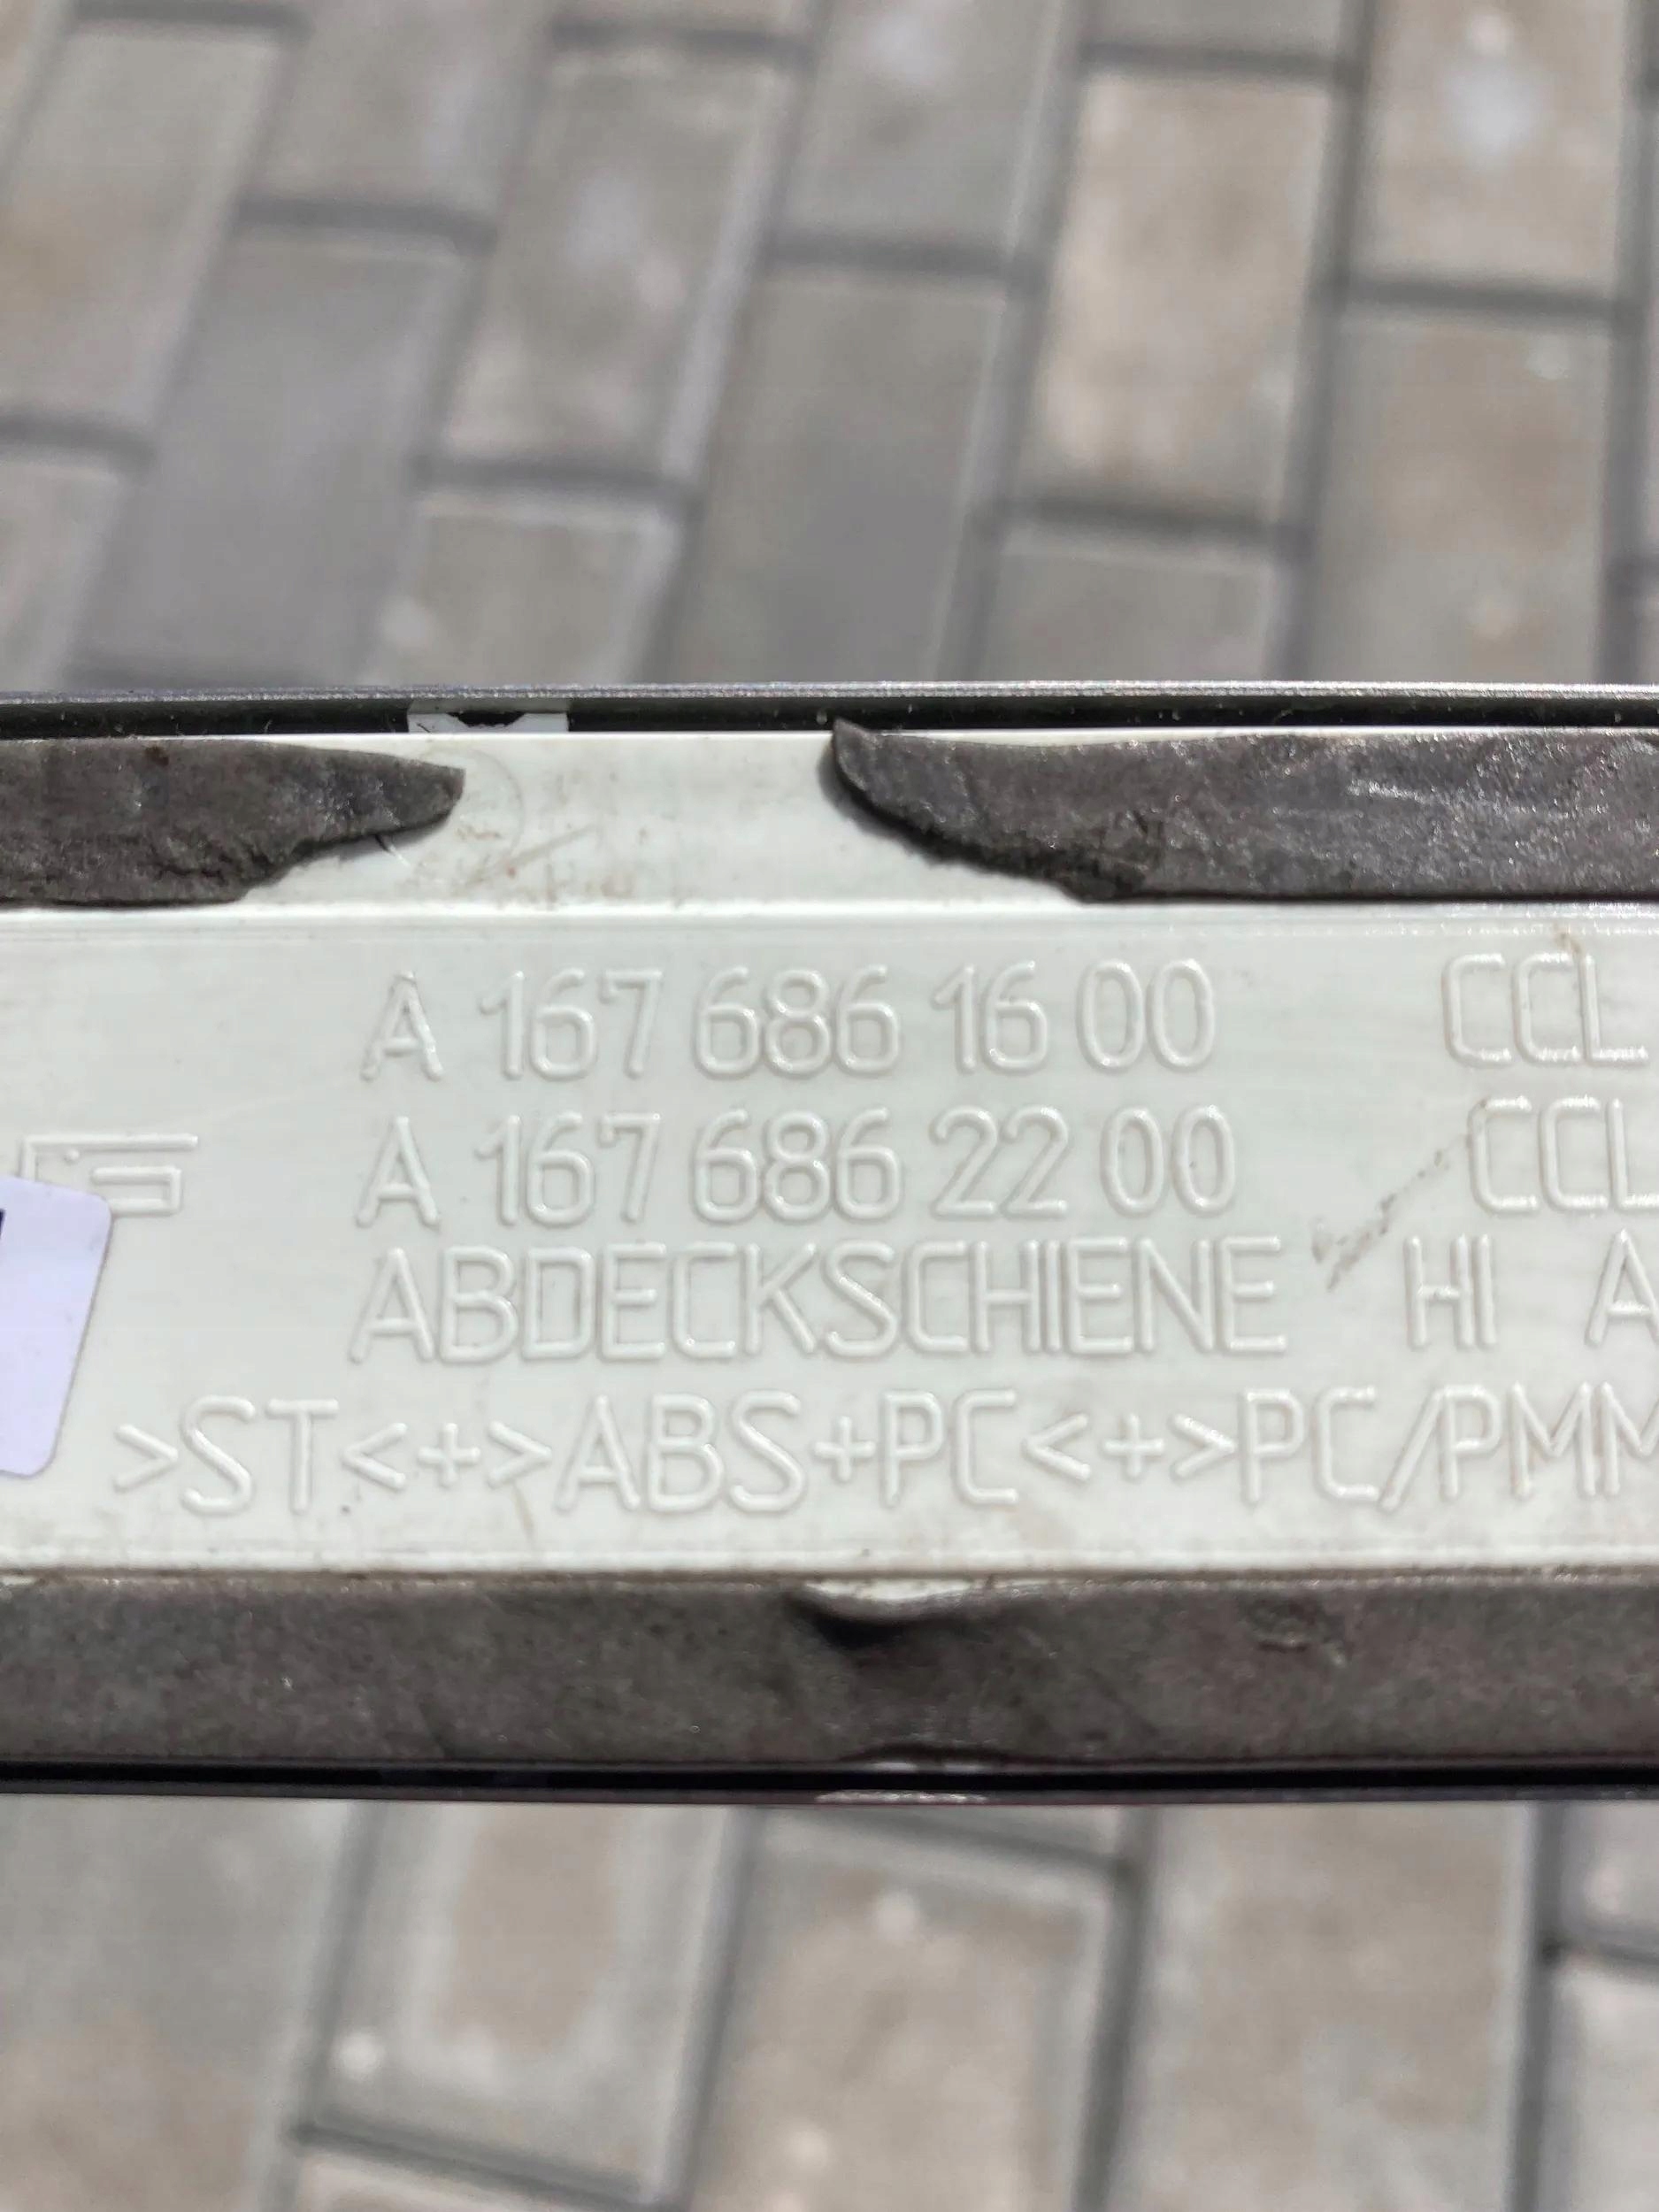 A 167 686 16 00 CCL
A 167 686 22 00 CCL
ABDECKSCHIENE HI A
>ST<+>ABS+PC<+>PC/PMM